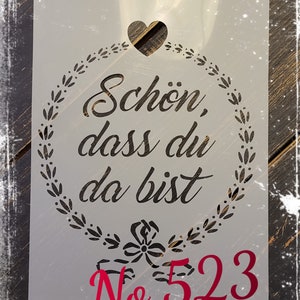 Schön,
dass du
da bist
No.523